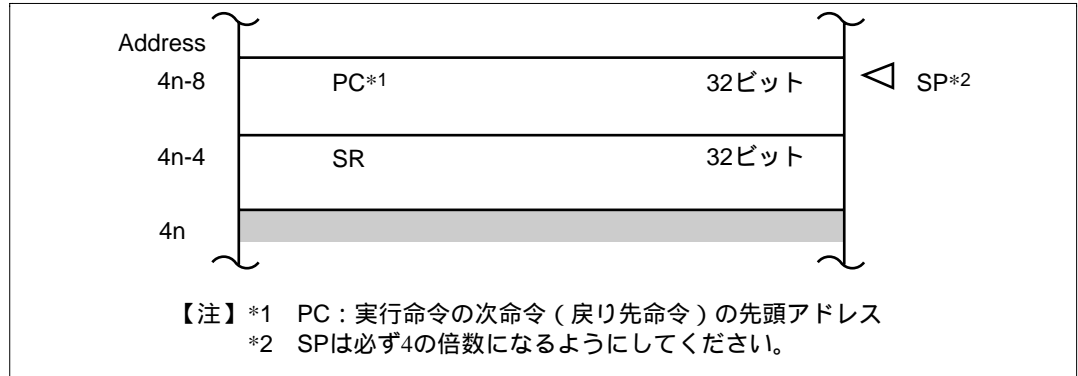 Address
4n-8 PC*1 32ビット SP*2
4n-4 SR 32ビット
4n
【注】*1 PC：実行命令の次命令（戻り先命令）の先頭アドレス
*2 SPは必ず4の倍数になるようにしてください。